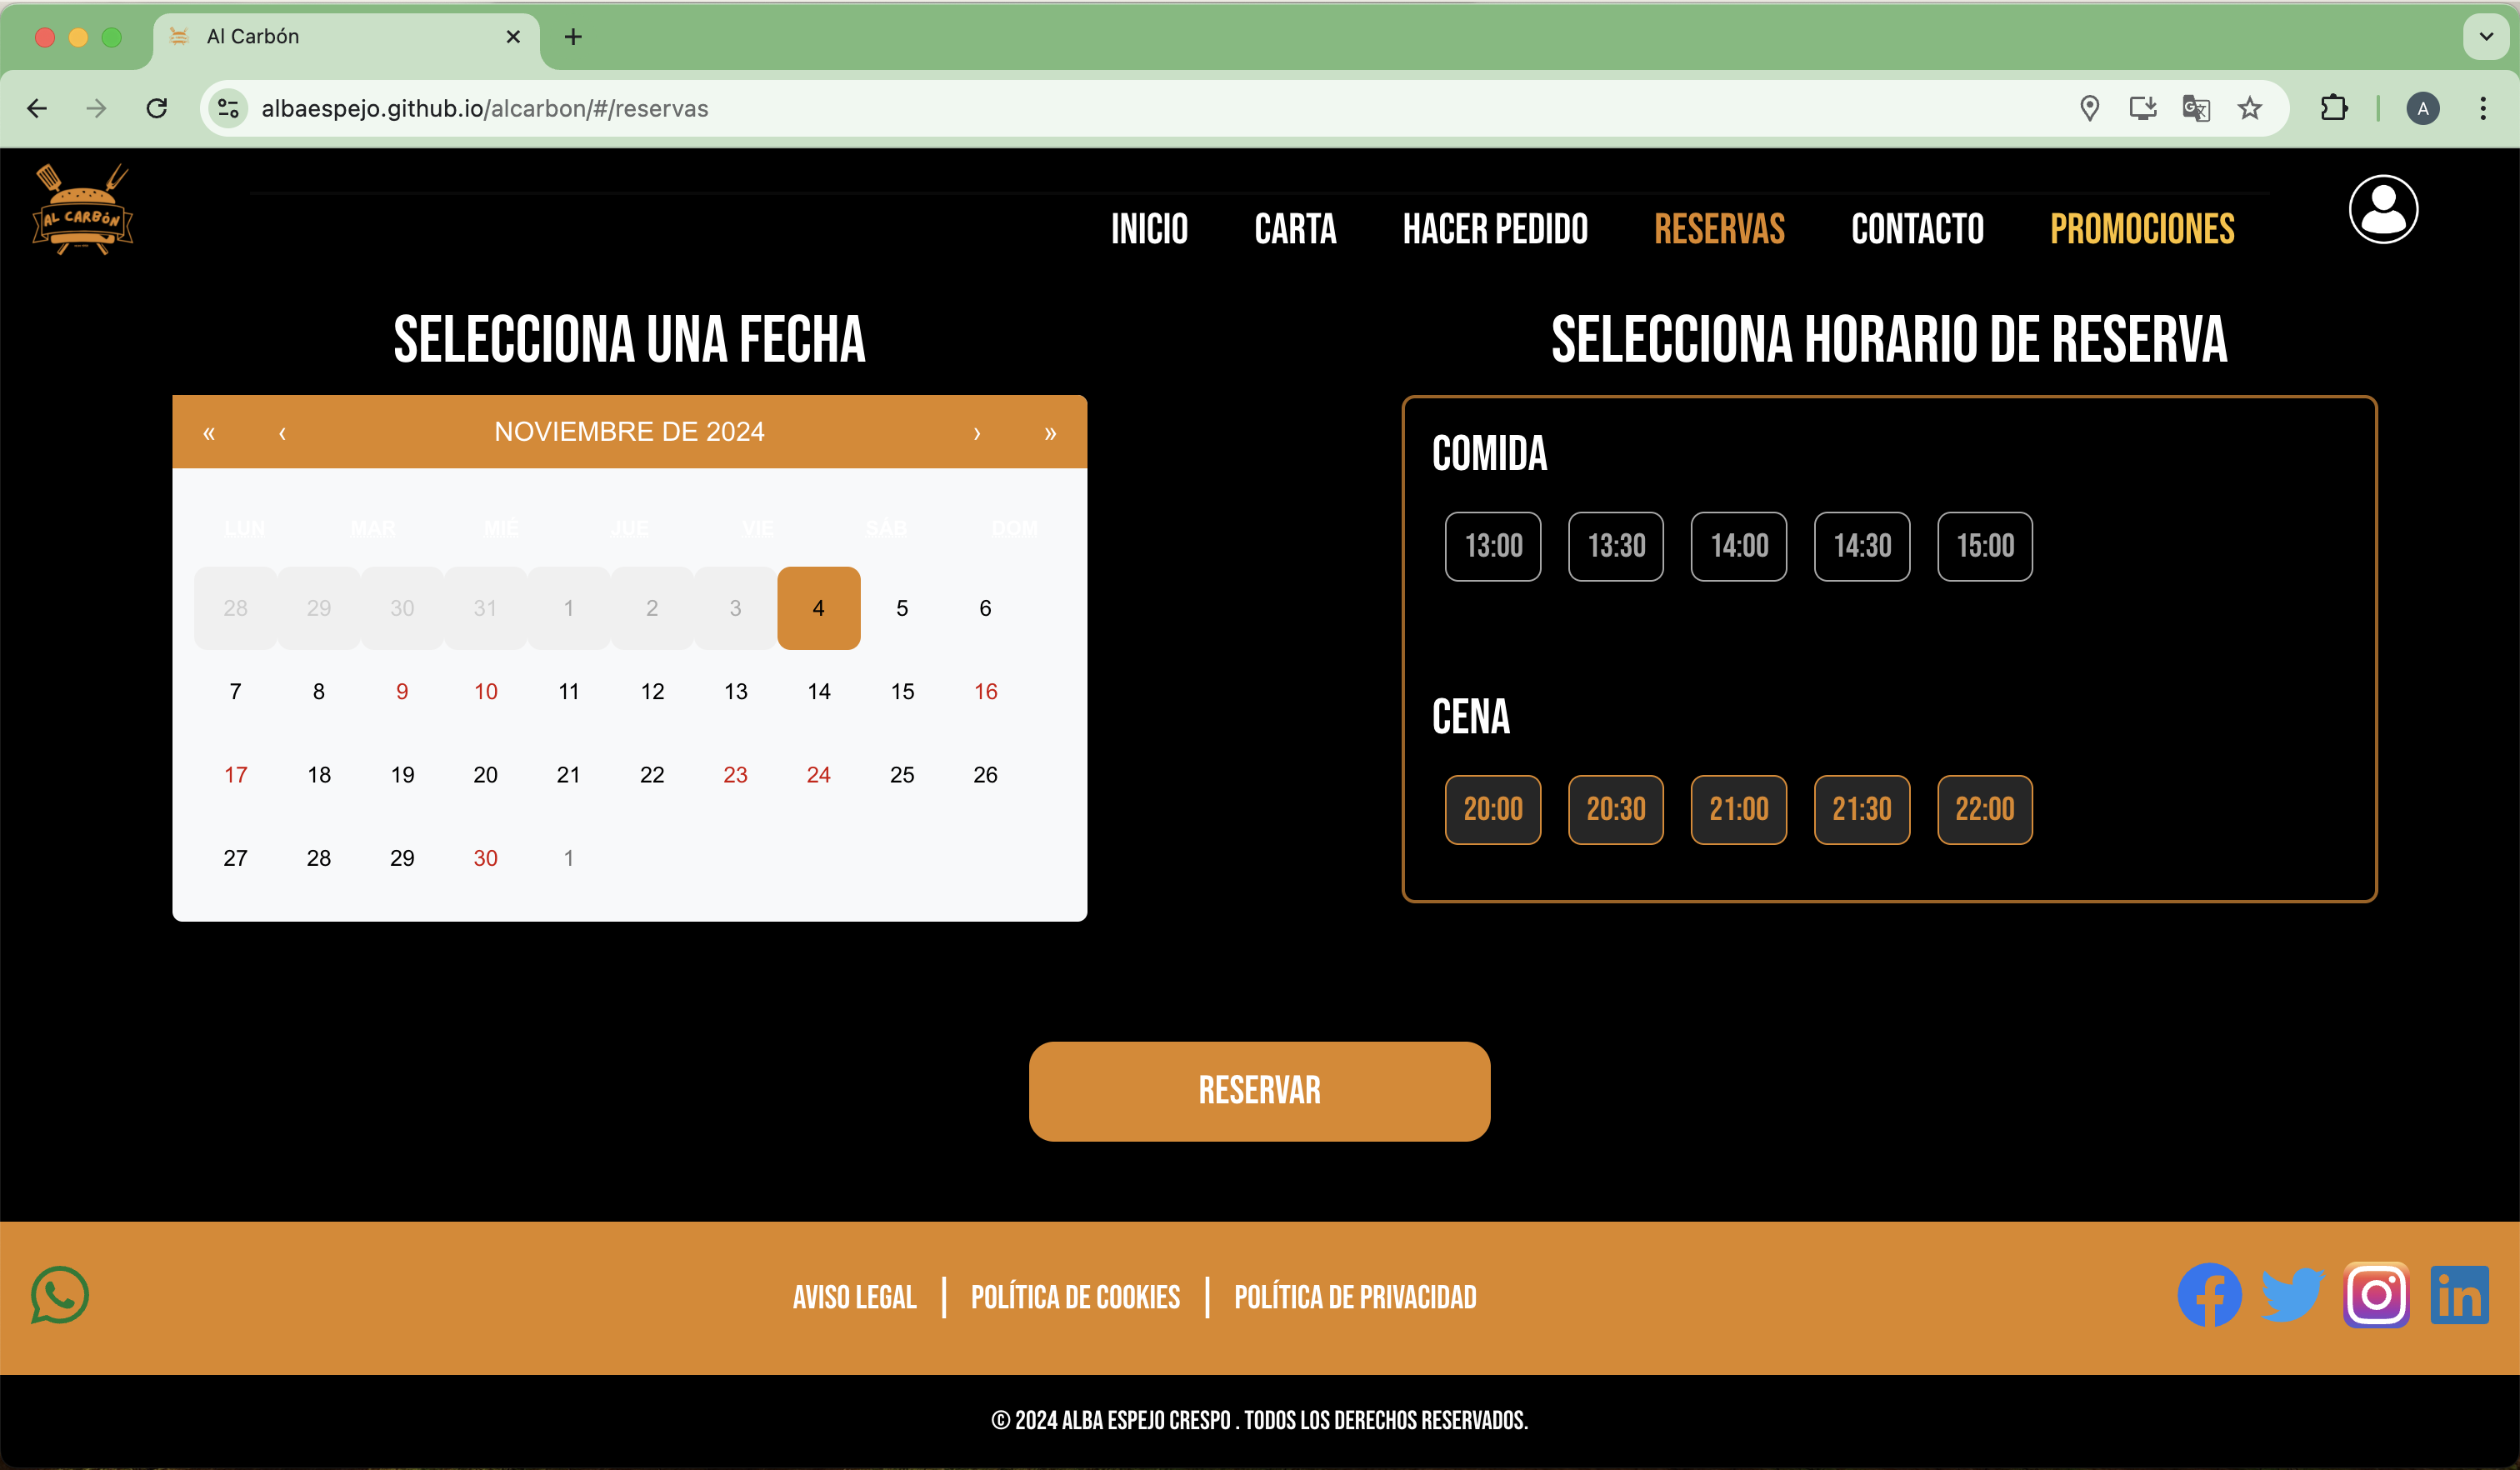 Al Carbón
albaespejo.github.io/alcarbon/#/reservas
A
AL CARBÓN
INICIO CARTA HACER PEDIDO RESERVAS CONTACTO PROMOCIONES
SELECCIONA UNA FECHA
« ‹ NOVIEMBRE DE 2024 › »
LUN MAR MIÉ JUE VIE SÁB DOM
28 29 30 31 1 2 3 4 5 6
7 8 9 10 11 12 13 14 15 16
17 18 19 20 21 22 23 24 25 26
27 28 29 30 1
SELECCIONA HORARIO DE RESERVA
COMIDA
13:00 13:30 14:00 14:30 15:00
CENA
20:00 20:30 21:00 21:30 22:00
RESERVAR
AVISO LEGAL | POLÍTICA DE COOKIES | POLÍTICA DE PRIVACIDAD
in
© 2024 ALBA ESPEJO CRESPO . TODOS LOS DERECHOS RESERVADOS.